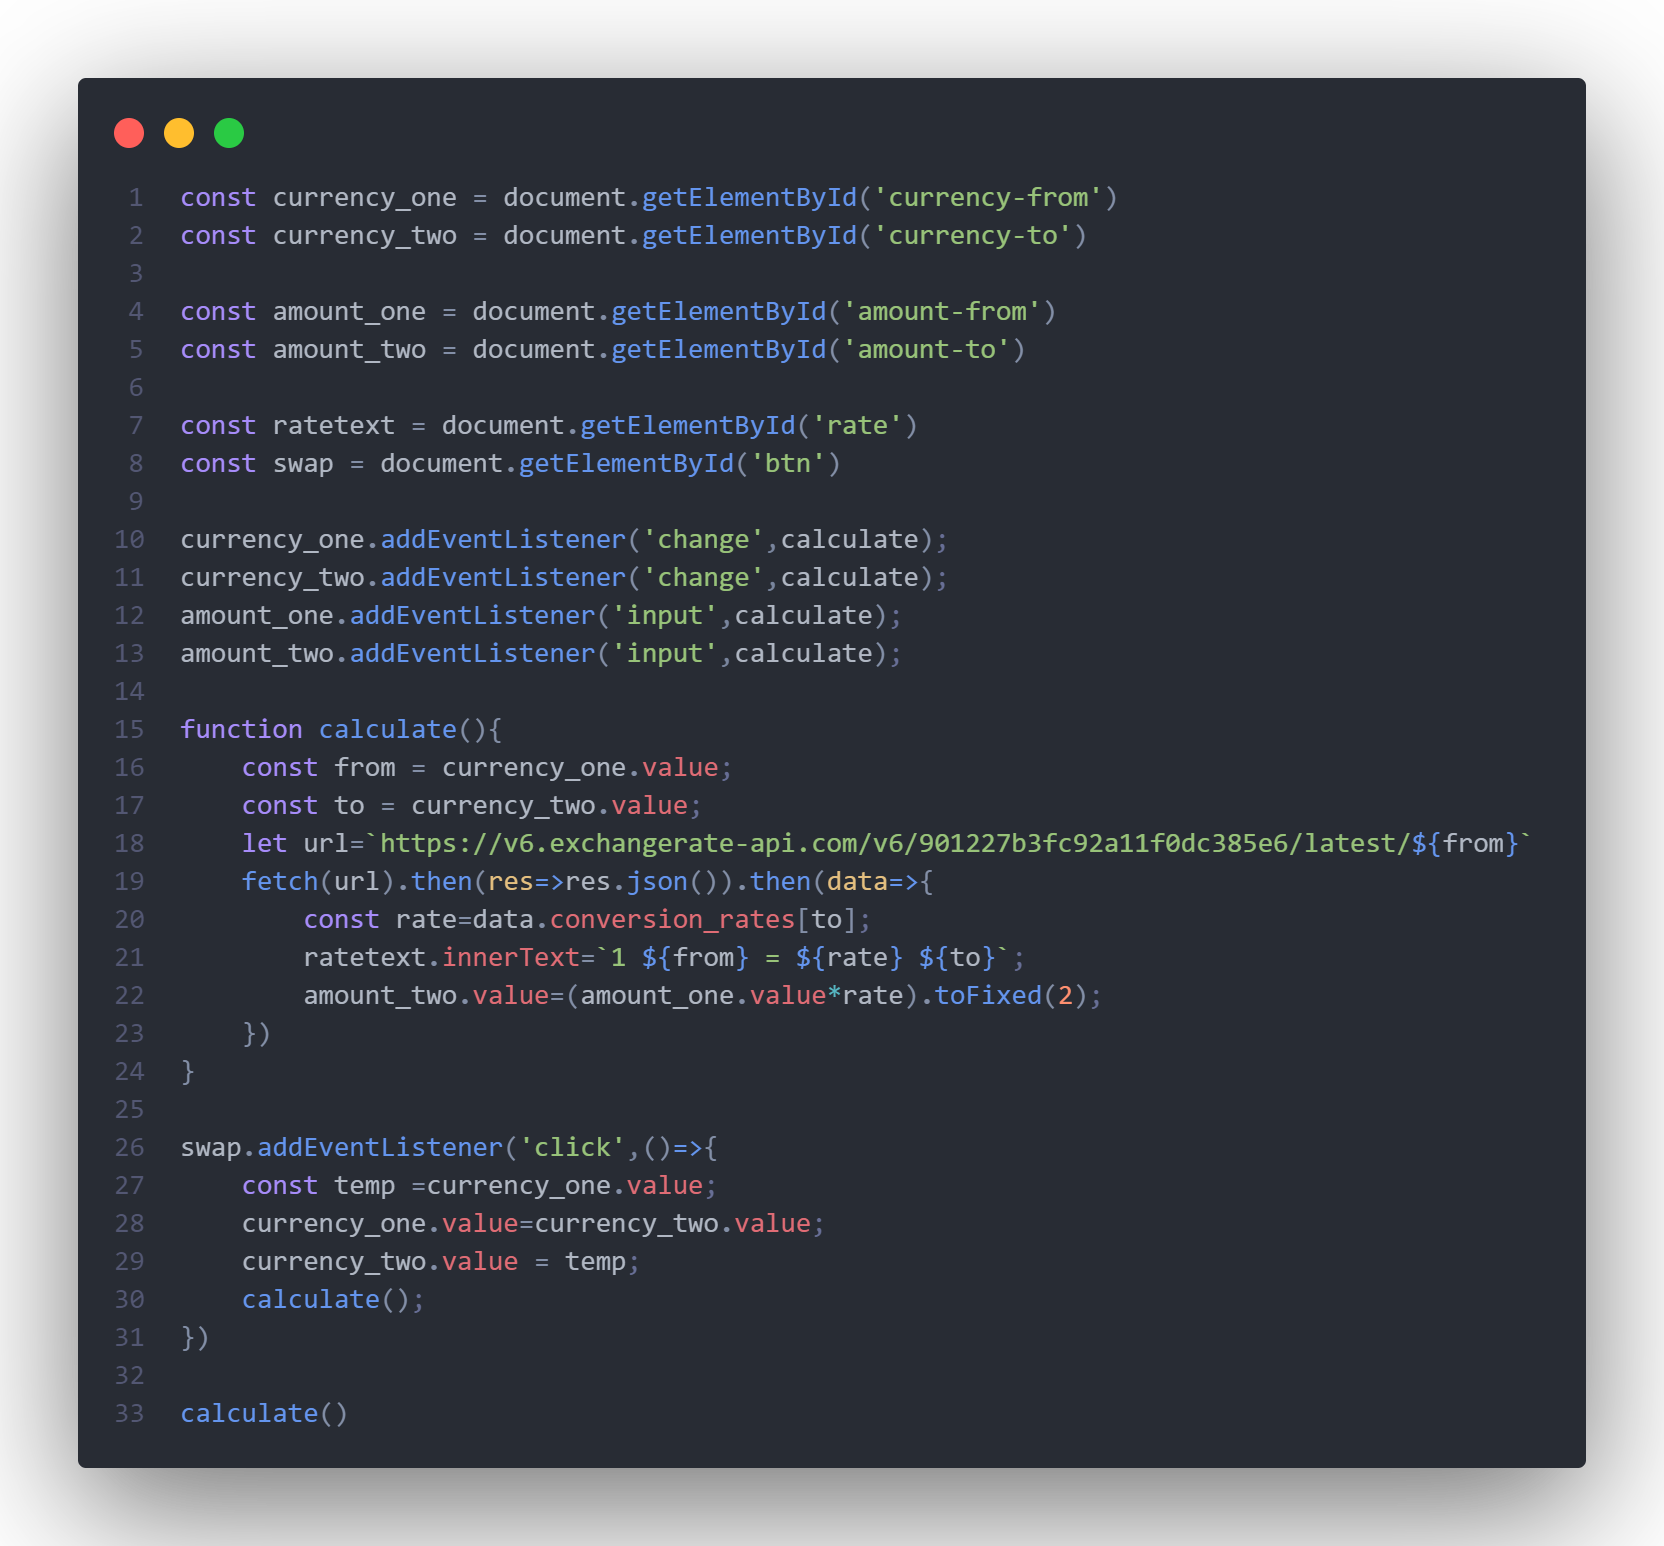 1 const currency_one = document.getElementById('currency-from')
2 const currency_two = document.getElementById('currency-to')
3
4 const amount_one = document.getElementById('amount-from')
5 const amount_two = document.getElementById('amount-to')
6
7 const ratetext = document.getElementById('rate')
8 const swap = document.getElementById('btn')
9
10 currency_one.addEventListener('change',calculate);
11 currency_two.addEventListener('change',calculate);
12 amount_one.addEventListener('input',calculate);
13 amount_two.addEventListener('input',calculate);
14
15 function calculate(){
16     const from = currency_one.value;
17     const to = currency_two.value;
18     let url=`https://v6.exchangerate-api.com/v6/901227b3fc92a11f0dc385e6/latest/${from}`
19     fetch(url).then(res=>res.json()).then(data=>{
20         const rate=data.conversion_rates[to];
21         ratetext.innerText=`1 ${from} = ${rate} ${to}`;
22         amount_two.value=(amount_one.value*rate).toFixed(2);
23     })
24 }
25
26 swap.addEventListener('click',()=>{
27     const temp =currency_one.value;
28     currency_one.value=currency_two.value;
29     currency_two.value = temp;
30     calculate();
31 })
32
33 calculate()